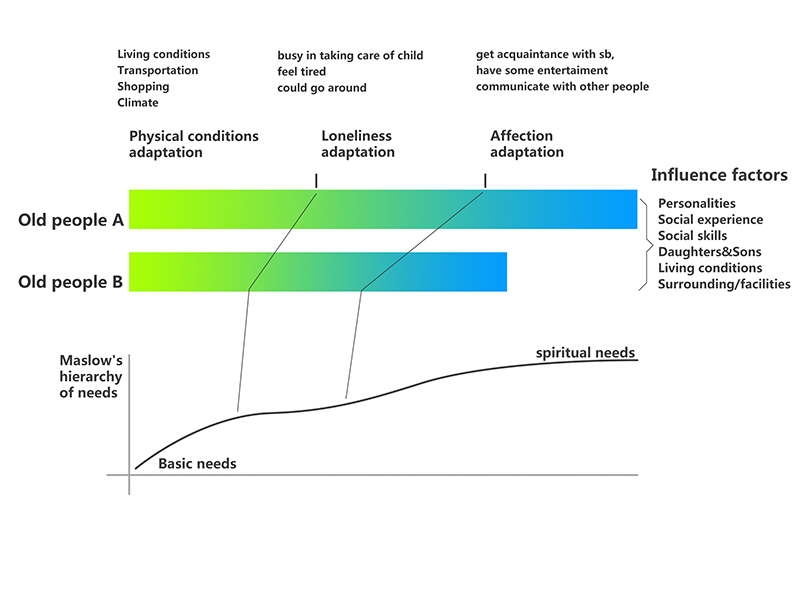 Living conditions
Transportation
Shopping
Climate
busy in taking care of child
feel tired
could go around
get acquaintance with sb,
have some entertaiment
communicate with other people
Physical conditions
adaptation
Loneliness
adaptation
Affection
adaptation
Influence factors
Personalities
Social experience
Social skills
Daughters&Sons
Living conditions
Surrounding/facilities
Old people A
Old people B
Maslow's
hierarchy
of needs
spiritual needs
Basic needs